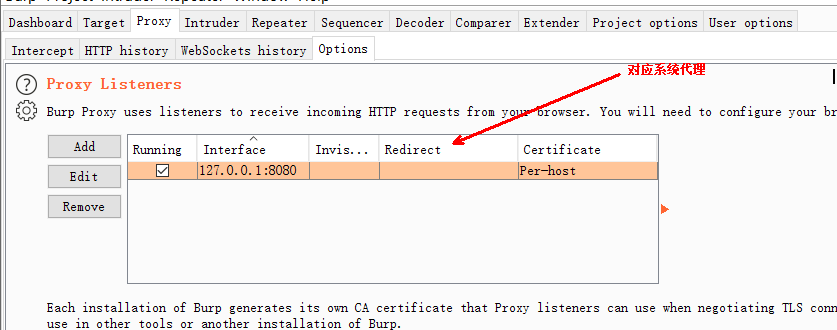 Burp Project Intruder Repeater Window Help
Dashboard Target Proxy Intruder Repeater Sequencer Decoder Comparer Extender Project options User options
Intercept HTTP history WebSockets history Options
Proxy Listeners
对应系统代理
Burp Proxy uses listeners to receive incoming HTTP requests from your browser. You will need to configure your br
Add
Running Interface Invis... Redirect Certificate
127.0.0.1:8080 Per-host
Edit
Remove
Each installation of Burp generates its own CA certificate that Proxy listeners can use when negotiating TLS conn
use in other tools or another installation of Burp.